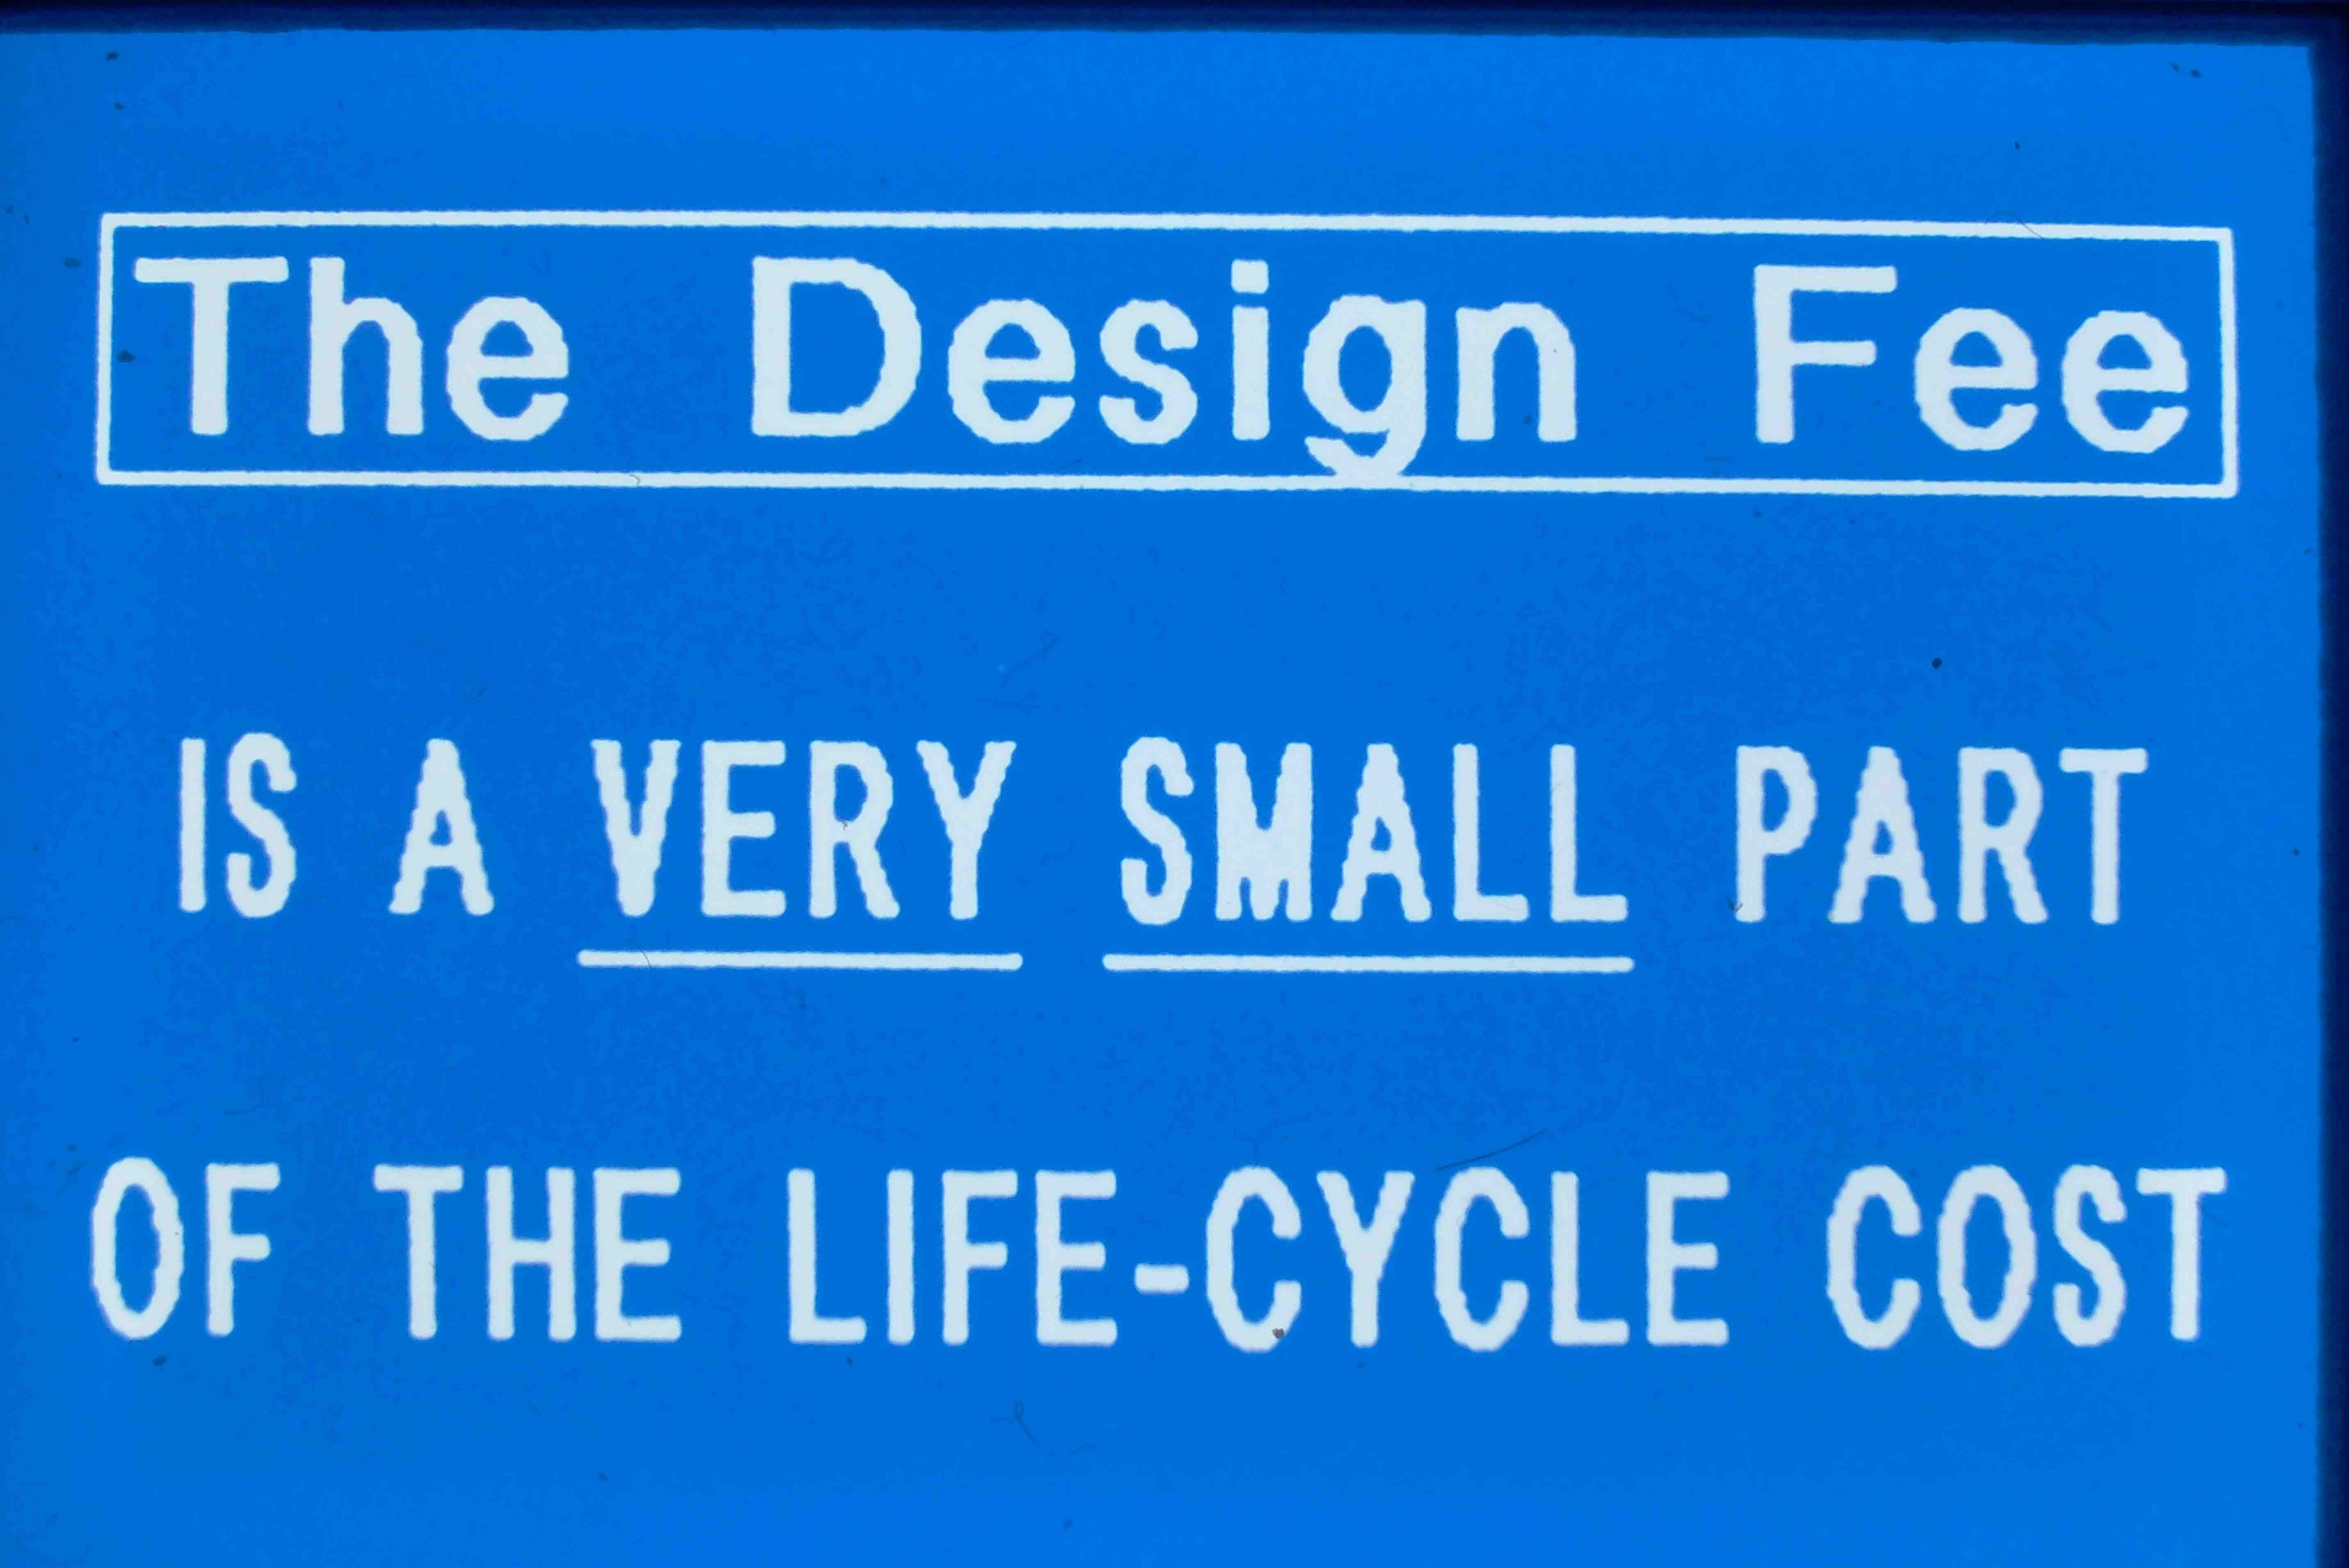 The Design Fee
IS A VERY SMALL PART
OF THE LIFE-CYCLE COST